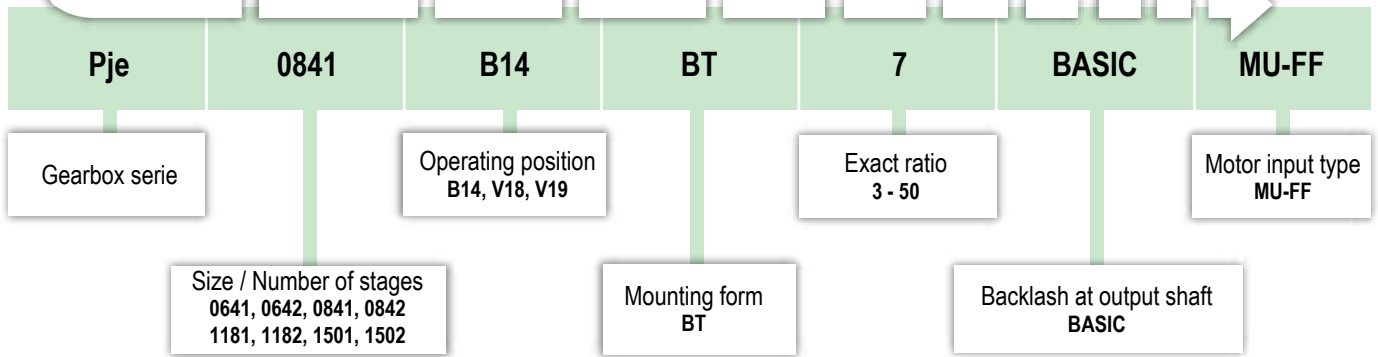 Pje 0841 B14 BT 7 BASIC MU-FF
Gearbox serie
Operating position
B14, V18, V19
Exact ratio
3 - 50
Motor input type
MU-FF
Size / Number of stages
0641, 0642, 0841, 0842
1181, 1182, 1501, 1502
Mounting form
BT
Backlash at output shaft
BASIC